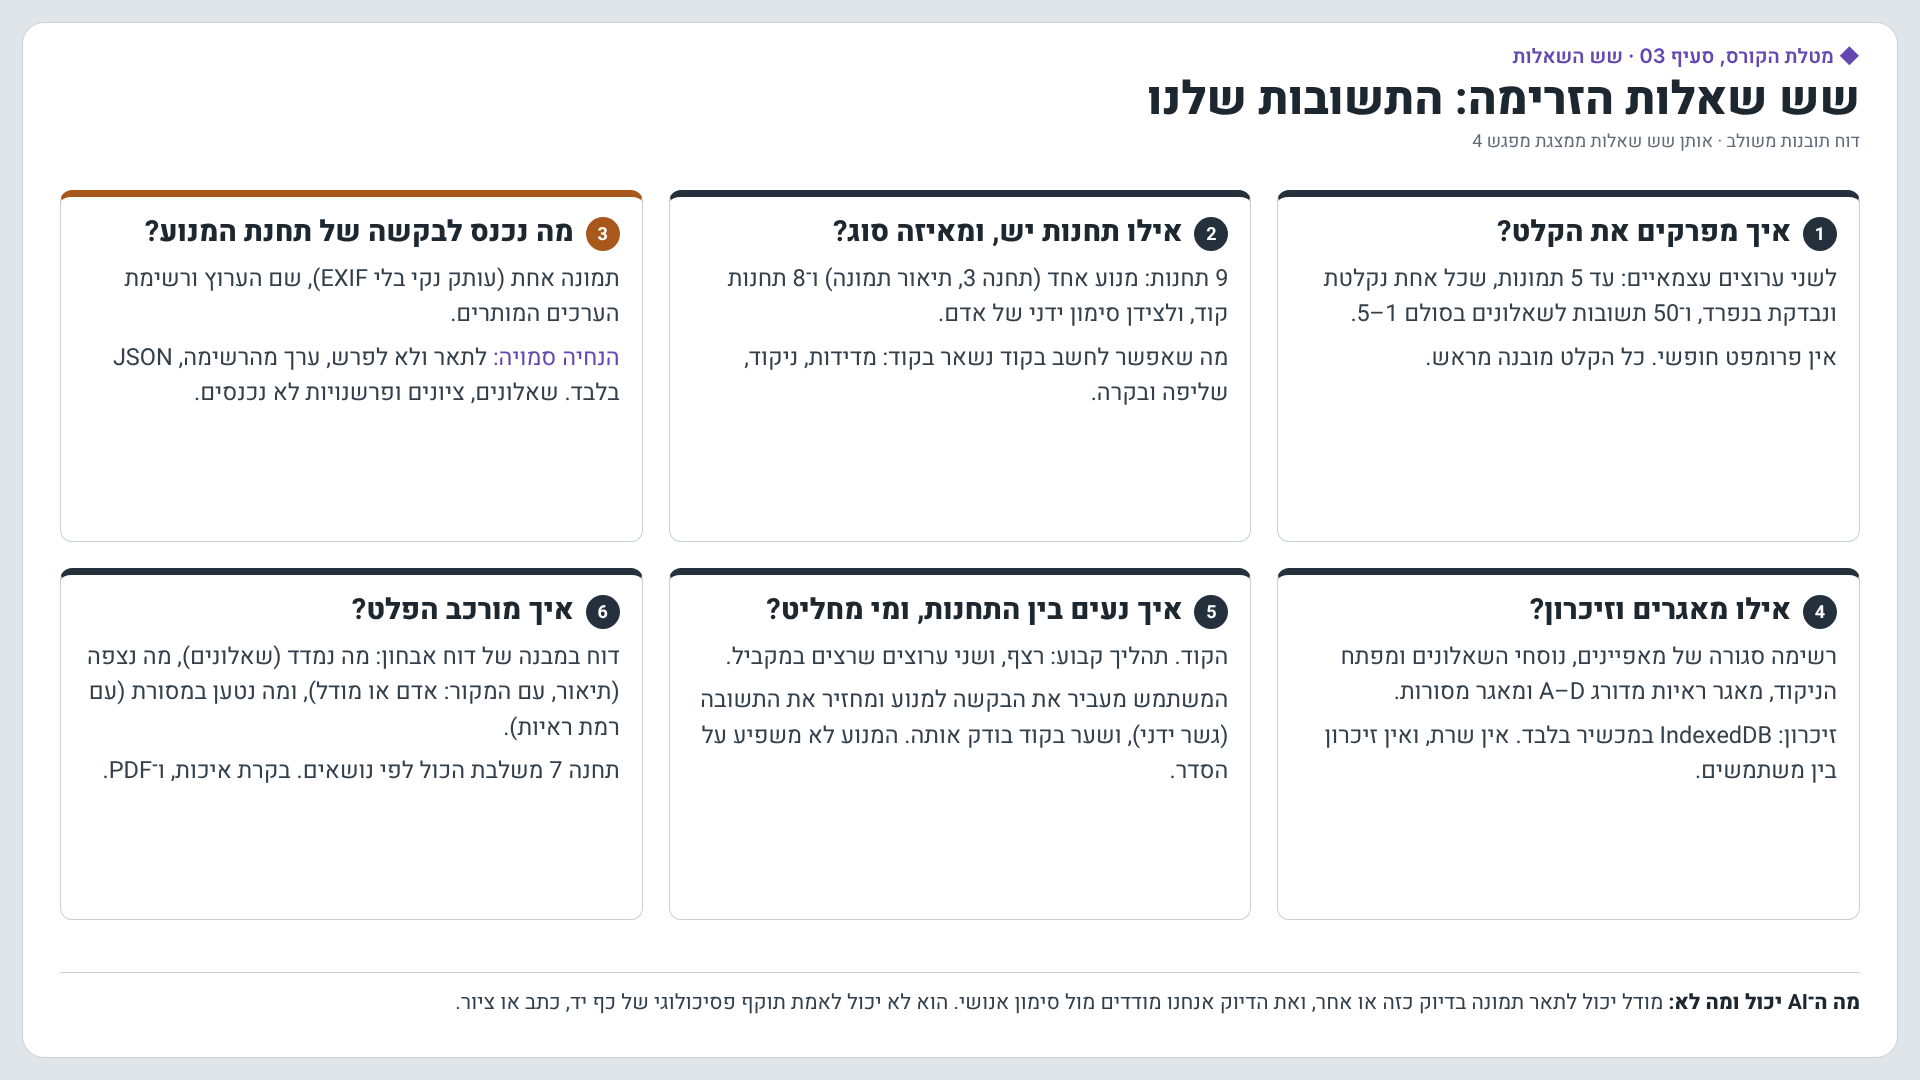 מטלת הקורס, סעיף 03 · שש השאלות
שש שאלות הזרימה: התשובות שלנו
דוח תובנות משולב · אותן שש שאלות ממצגת מפגש 4
1 איך מפרקים את הקלט?
לשני ערוצים עצמאיים: עד 5 תמונות, שכל אחת נקלטת
ונבדקת בנפרד, ו־50 תשובות לשאלונים בסולם 1–5.
אין פרומפט חופשי. כל הקלט מובנה מראש.
2 אילו תחנות יש, ומאיזה סוג?
9 תחנות: מנוע אחד (תחנה 3, תיאור תמונה) ו־8 תחנות
קוד, ולצידן סימון ידני של אדם.
מה שאפשר לחשב בקוד נשאר בקוד: מדידות, ניקוד,
שליפה ובקרה.
3 מה נכנס לבקשה של תחנת המנוע?
תמונה אחת (עותק נקי בלי EXIF), שם הערוץ ורשימת
הערכים המותרים.
הנחיה סמויה: לתאר ולא לפרש, ערך מהרשימה, JSON
בלבד. שאלונים, ציונים ופרשנויות לא נכנסים.
4 אילו מאגרים וזיכרון?
רשימה סגורה של מאפיינים, נוסחי השאלונים ומפתח
הניקוד, מאגר ראיות מדורג A–D ומאגר מסורות.
זיכרון: IndexedDB במכשיר בלבד. אין שרת, ואין זיכרון
בין משתמשים.
5 איך נעים בין התחנות, ומי מחליט?
הקוד. תהליך קבוע: רצף, ושני ערוצים שרצים במקביל.
המשתמש מעביר את הבקשה למנוע ומחזיר את התשובה
(גשר ידני), ושער בקוד בודק אותה. המנוע לא משפיע על
הסדר.
6 איך מורכב הפלט?
דוח במבנה של דוח אבחון: מה נמדד (שאלונים), מה נצפה
(תיאור, עם המקור: אדם או מודל), ומה נטען במסורת (עם
רמת ראיות).
תחנה 7 משלבת הכול לפי נושאים. בקרת איכות, ו־PDF.
מה ה־AI יכול ומה לא: מודל יכול לתאר תמונה בדיוק כזה או אחר, ואת הדיוק אנחנו מודדים מול סימון אנושי. הוא לא יכול לאמת תוקף פסיכולוגי של כף יד, כתב או ציור.